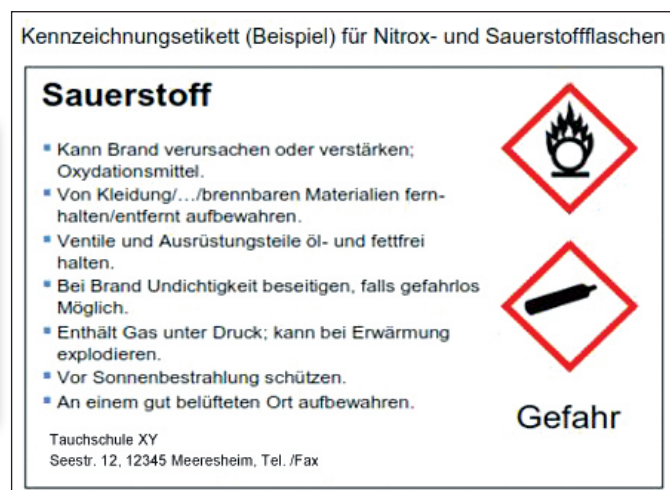 Kennzeichnungsetikett (Beispiel) für Nitrox- und Sauerstoffflaschen
Sauerstoff
▪ Kann Brand verursachen oder verstärken;
Oxydationsmittel.
▪ Von Kleidung/…/brennbaren Materialien fern-
halten/entfernt aufbewahren.
▪ Ventile und Ausrüstungsteile öl- und fettfrei
halten.
▪ Bei Brand Undichtigkeit beseitigen, falls gefahrlos
Möglich.
▪ Enthält Gas unter Druck; kann bei Erwärmung
explodieren.
▪ Vor Sonnenbestrahlung schützen.
▪ An einem gut belüfteten Ort aufbewahren.
Gefahr
Tauchschule XY
Seestr. 12, 12345 Meeresheim, Tel. /Fax